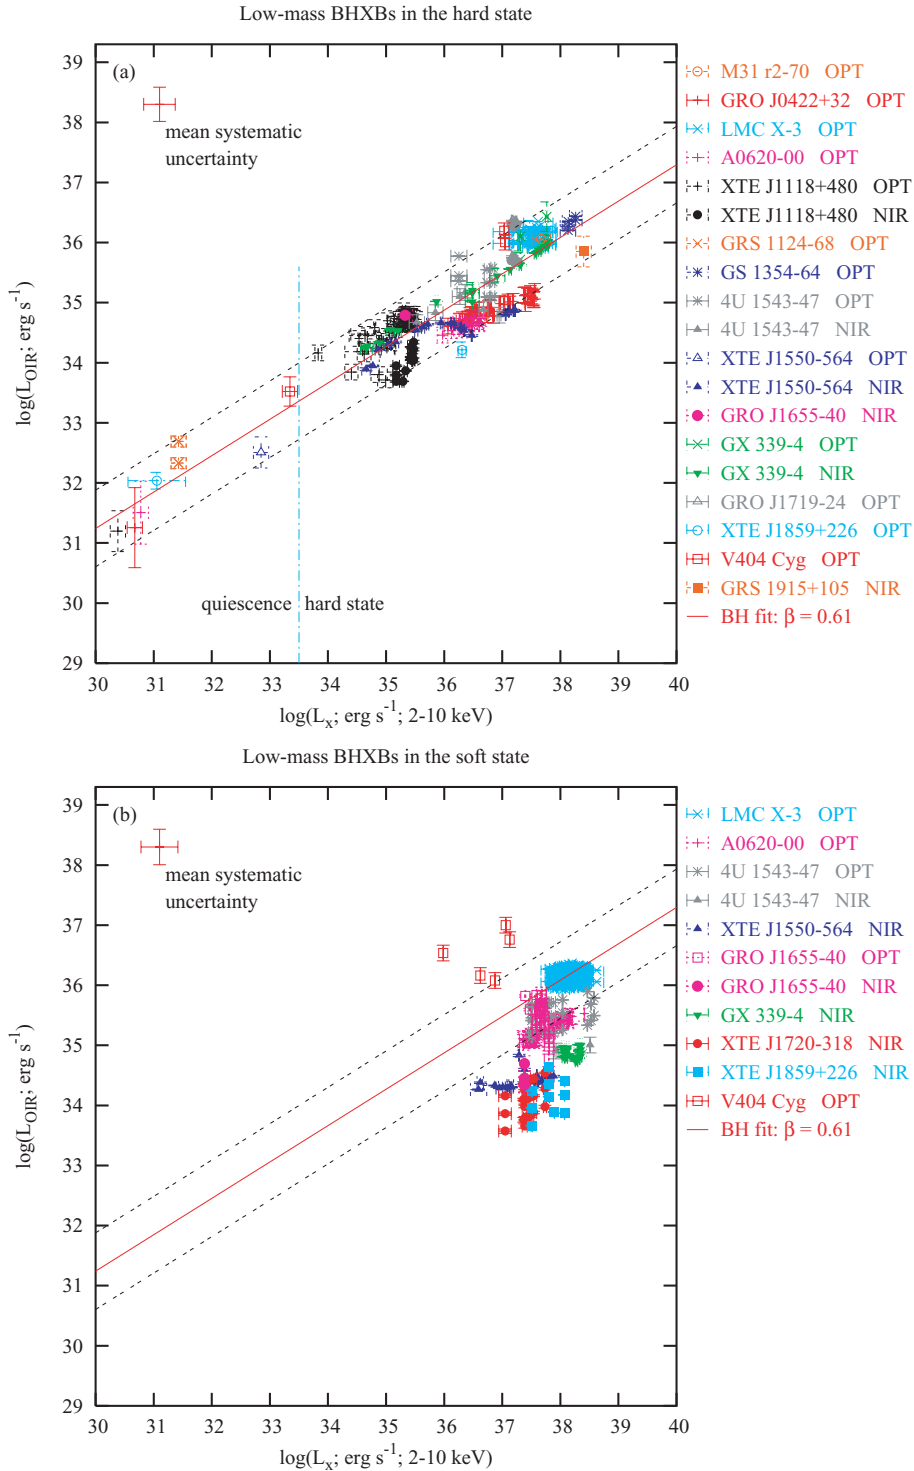 Low-mass BHXBs in the hard state
39
38
37
36
35
34
33
32
31
30
29
log(L_OIR; erg s⁻¹)
(a)
mean systematic
uncertainty
quiescence
hard state
30 31 32 33 34 35 36 37 38 39 40
log(L_x; erg s⁻¹; 2-10 keV)
M31 r2-70 OPT
GRO J0422+32 OPT
LMC X-3 OPT
A0620-00 OPT
XTE J1118+480 OPT
XTE J1118+480 NIR
GRS 1124-68 OPT
GS 1354-64 OPT
4U 1543-47 OPT
4U 1543-47 NIR
XTE J1550-564 OPT
XTE J1550-564 NIR
GRO J1655-40 NIR
GX 339-4 OPT
GX 339-4 NIR
GRO J1719-24 OPT
XTE J1859+226 OPT
V404 Cyg OPT
GRS 1915+105 NIR
BH fit: β = 0.61
Low-mass BHXBs in the soft state
39
38
37
36
35
34
33
32
31
30
29
log(L_OIR; erg s⁻¹)
(b)
mean systematic
uncertainty
30 31 32 33 34 35 36 37 38 39 40
log(L_x; erg s⁻¹; 2-10 keV)
LMC X-3 OPT
A0620-00 OPT
4U 1543-47 OPT
4U 1543-47 NIR
XTE J1550-564 NIR
GRO J1655-40 OPT
GRO J1655-40 NIR
GX 339-4 NIR
XTE J1720-318 NIR
XTE J1859+226 NIR
V404 Cyg OPT
BH fit: β = 0.61